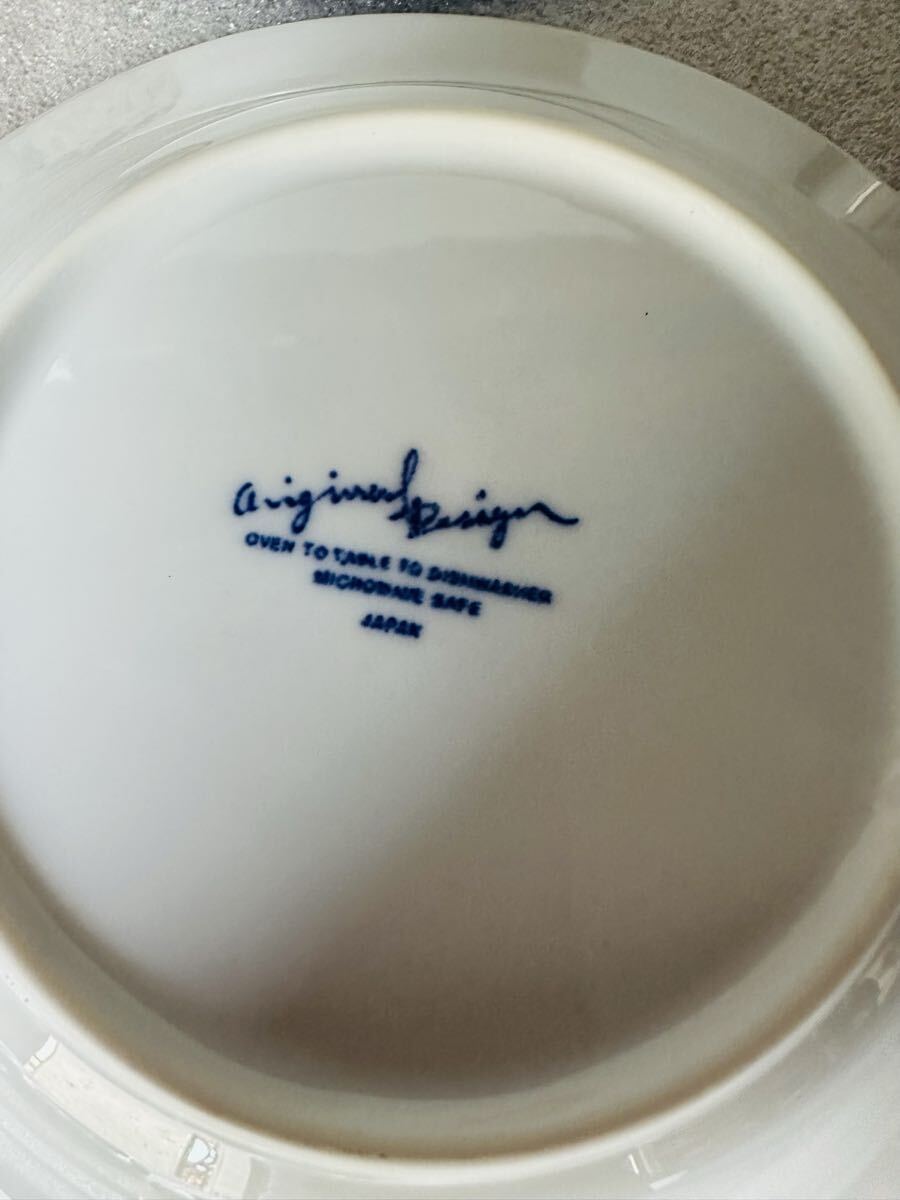 Original Design
OVEN TO TABLE TO DISHWASHER
MICROWAVE SAFE
JAPAN